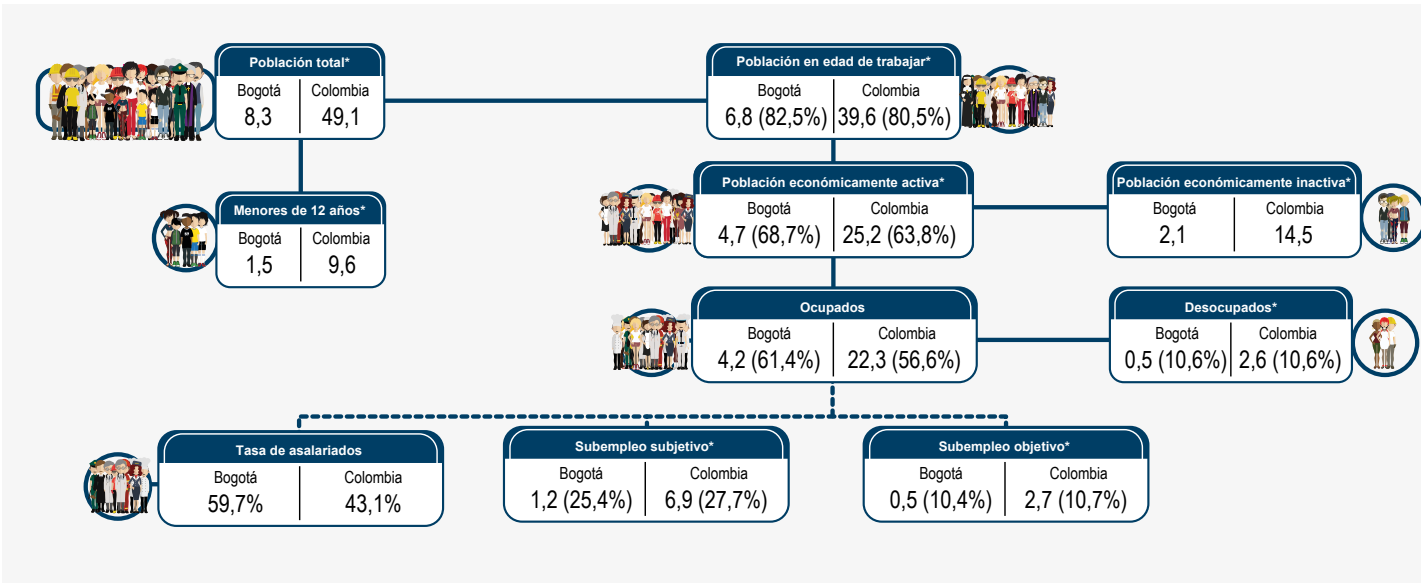 Población total*
Bogotá
Colombia
8,3
49,1
Población en edad de trabajar*
Bogotá
Colombia
6,8 (82,5%)
39,6 (80,5%)
Menores de 12 años*
Bogotá
Colombia
1,5
9,6
Población económicamente activa*
Bogotá
Colombia
4,7 (68,7%)
25,2 (63,8%)
Población económicamente inactiva*
Bogotá
Colombia
2,1
14,5
Ocupados
Bogotá
Colombia
4,2 (61,4%)
22,3 (56,6%)
Desocupados*
Bogotá
Colombia
0,5 (10,6%)
2,6 (10,6%)
Tasa de asalariados
Bogotá
Colombia
59,7%
43,1%
Subempleo subjetivo*
Bogotá
Colombia
1,2 (25,4%)
6,9 (27,7%)
Subempleo objetivo*
Bogotá
Colombia
0,5 (10,4%)
2,7 (10,7%)